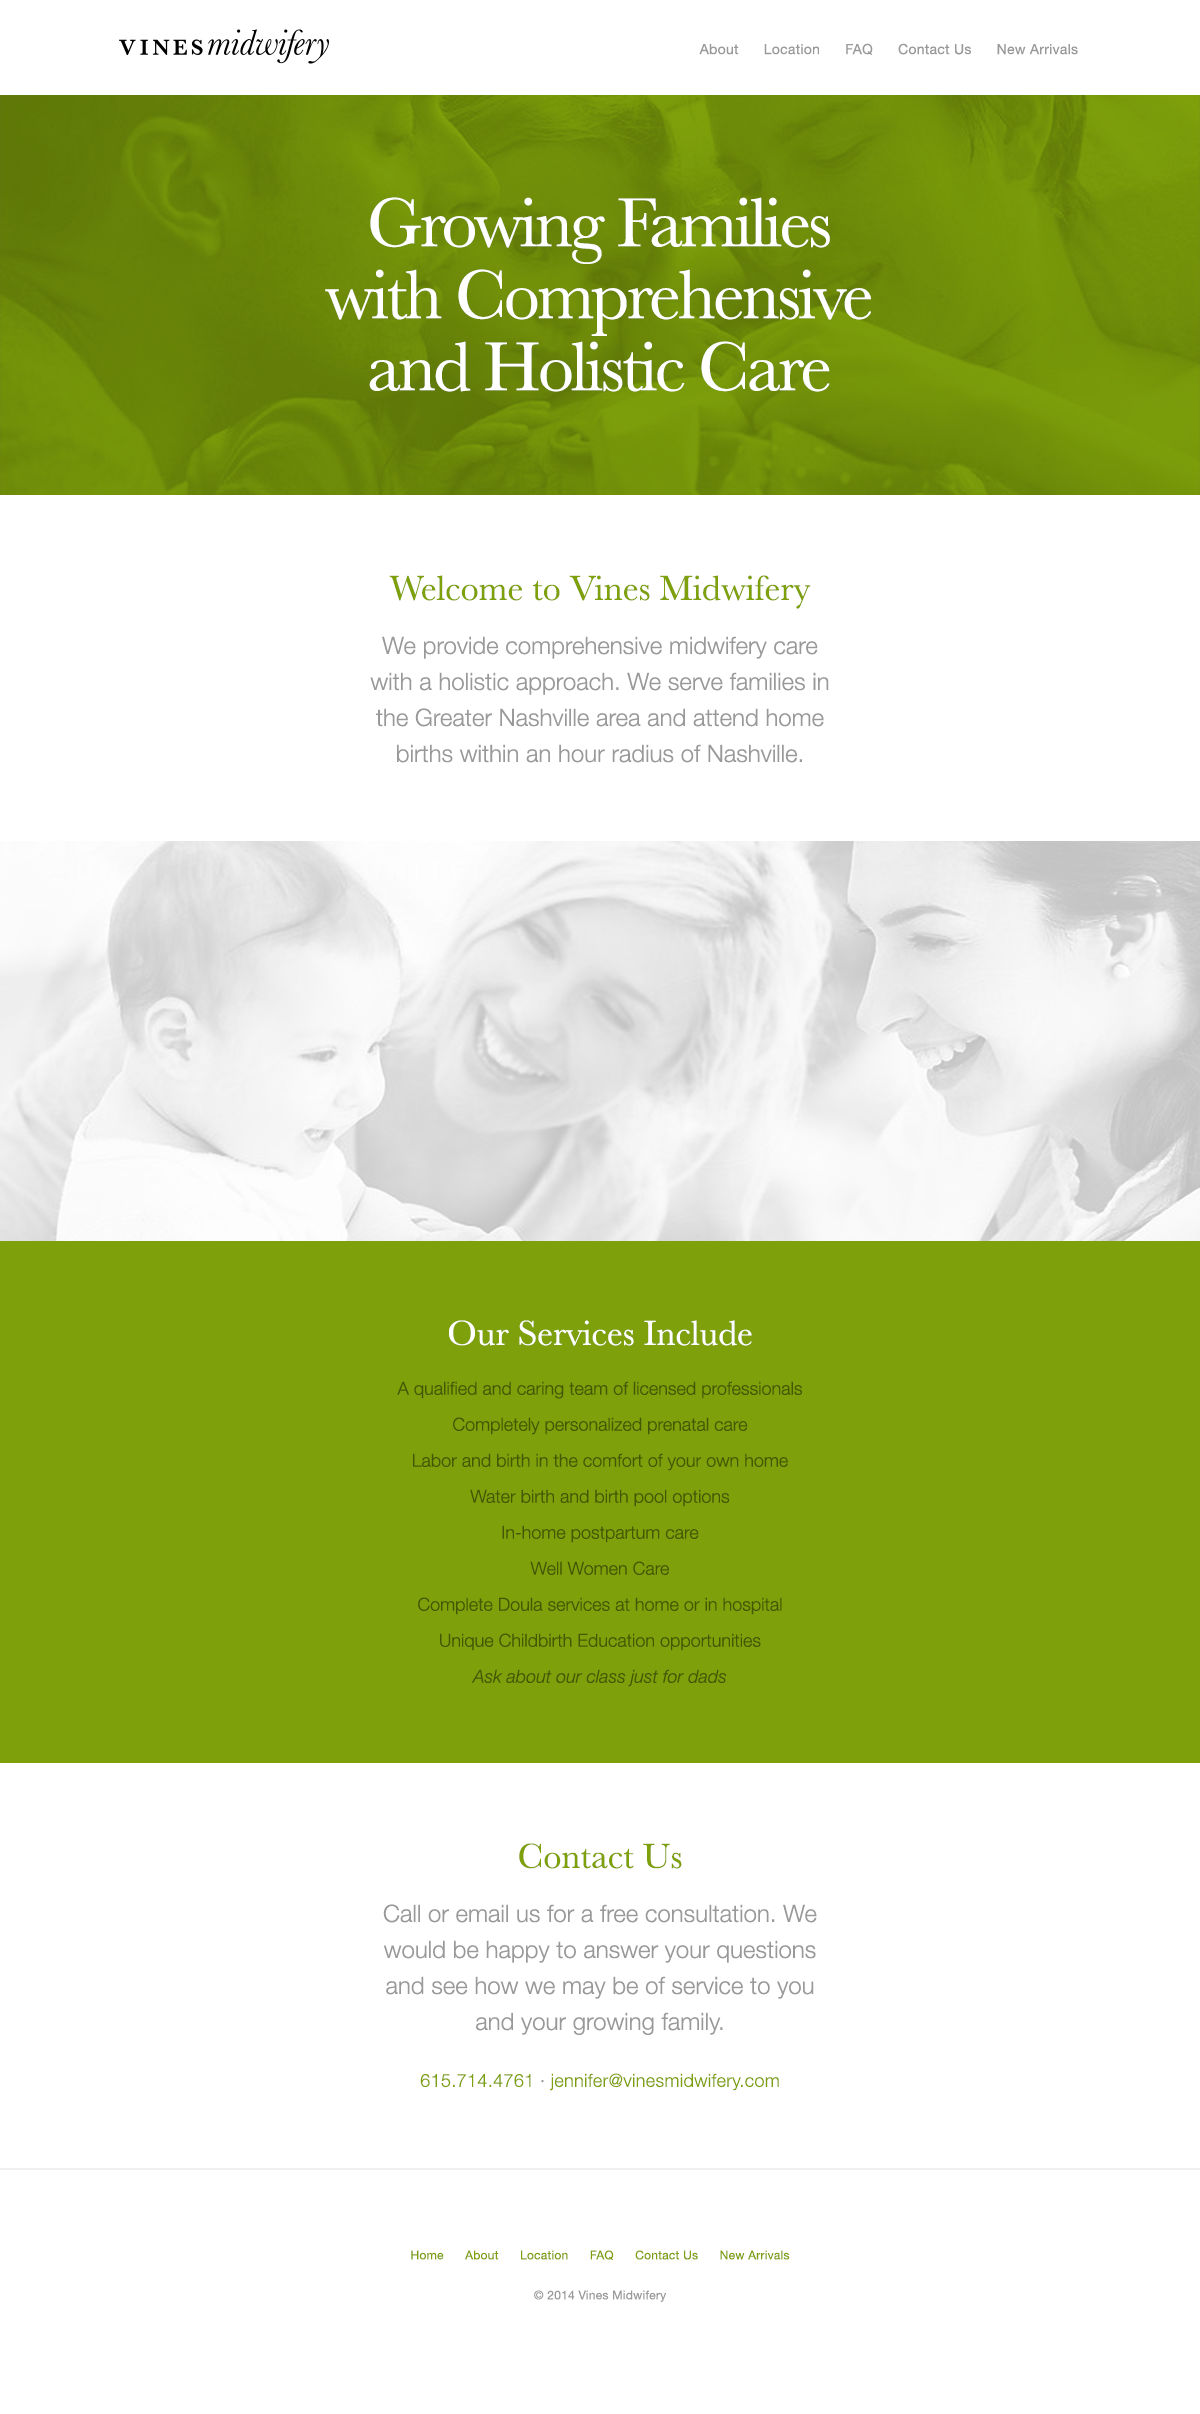 VINES midwifery
About Location FAQ Contact Us New Arrivals
Growing Families
with Comprehensive
and Holistic Care
Welcome to Vines Midwifery
We provide comprehensive midwifery care
with a holistic approach. We serve families in
the Greater Nashville area and attend home
births within an hour radius of Nashville.
Our Services Include
A qualified and caring team of licensed professionals
Completely personalized prenatal care
Labor and birth in the comfort of your own home
Water birth and birth pool options
In-home postpartum care
Well Women Care
Complete Doula services at home or in hospital
Unique Childbirth Education opportunities
Ask about our class just for dads
Contact Us
Call or email us for a free consultation. We
would be happy to answer your questions
and see how we may be of service to you
and your growing family.
615.714.4761 · jennifer@vinesmidwifery.com
Home About Location FAQ Contact Us New Arrivals
© 2014 Vines Midwifery